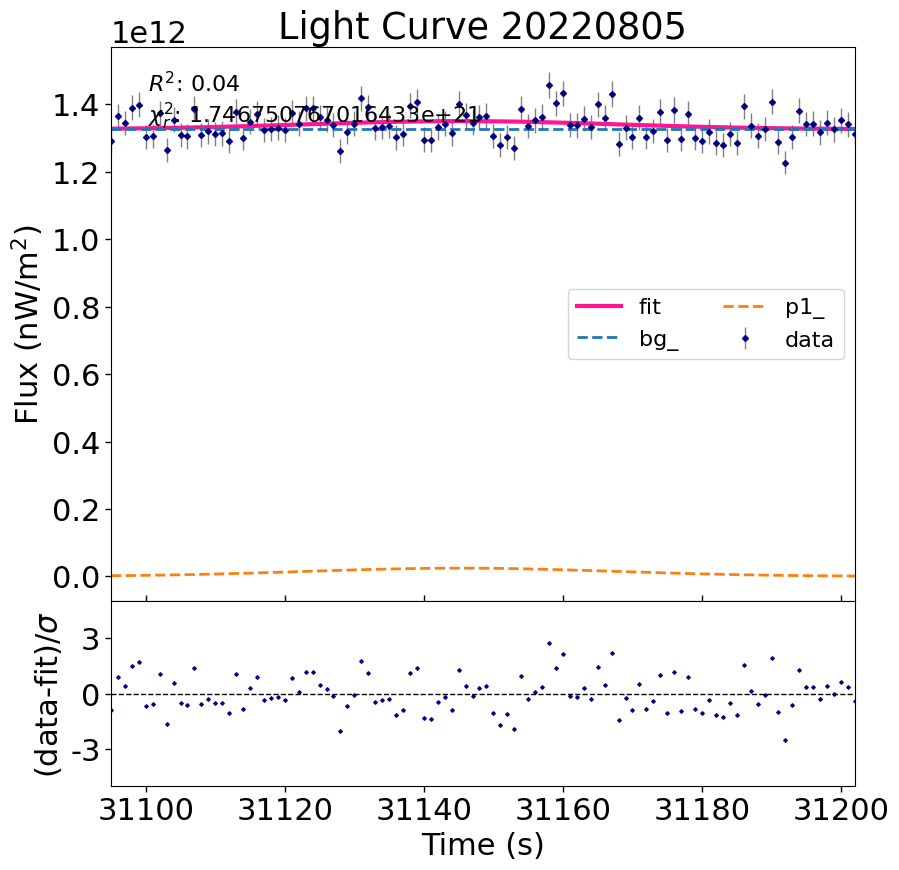 Light Curve 20220805
1e12
R²: 0.04
χ²ᵣ: 1.746750767016433e+21
1.4
1.2
1.0
0.8
0.6
0.4
0.2
0.0
Flux (nW/m²)
fit
bg_
p1_
data
3
0
-3
(data-fit)/σ
31100 31120 31140 31160 31180 31200
Time (s)